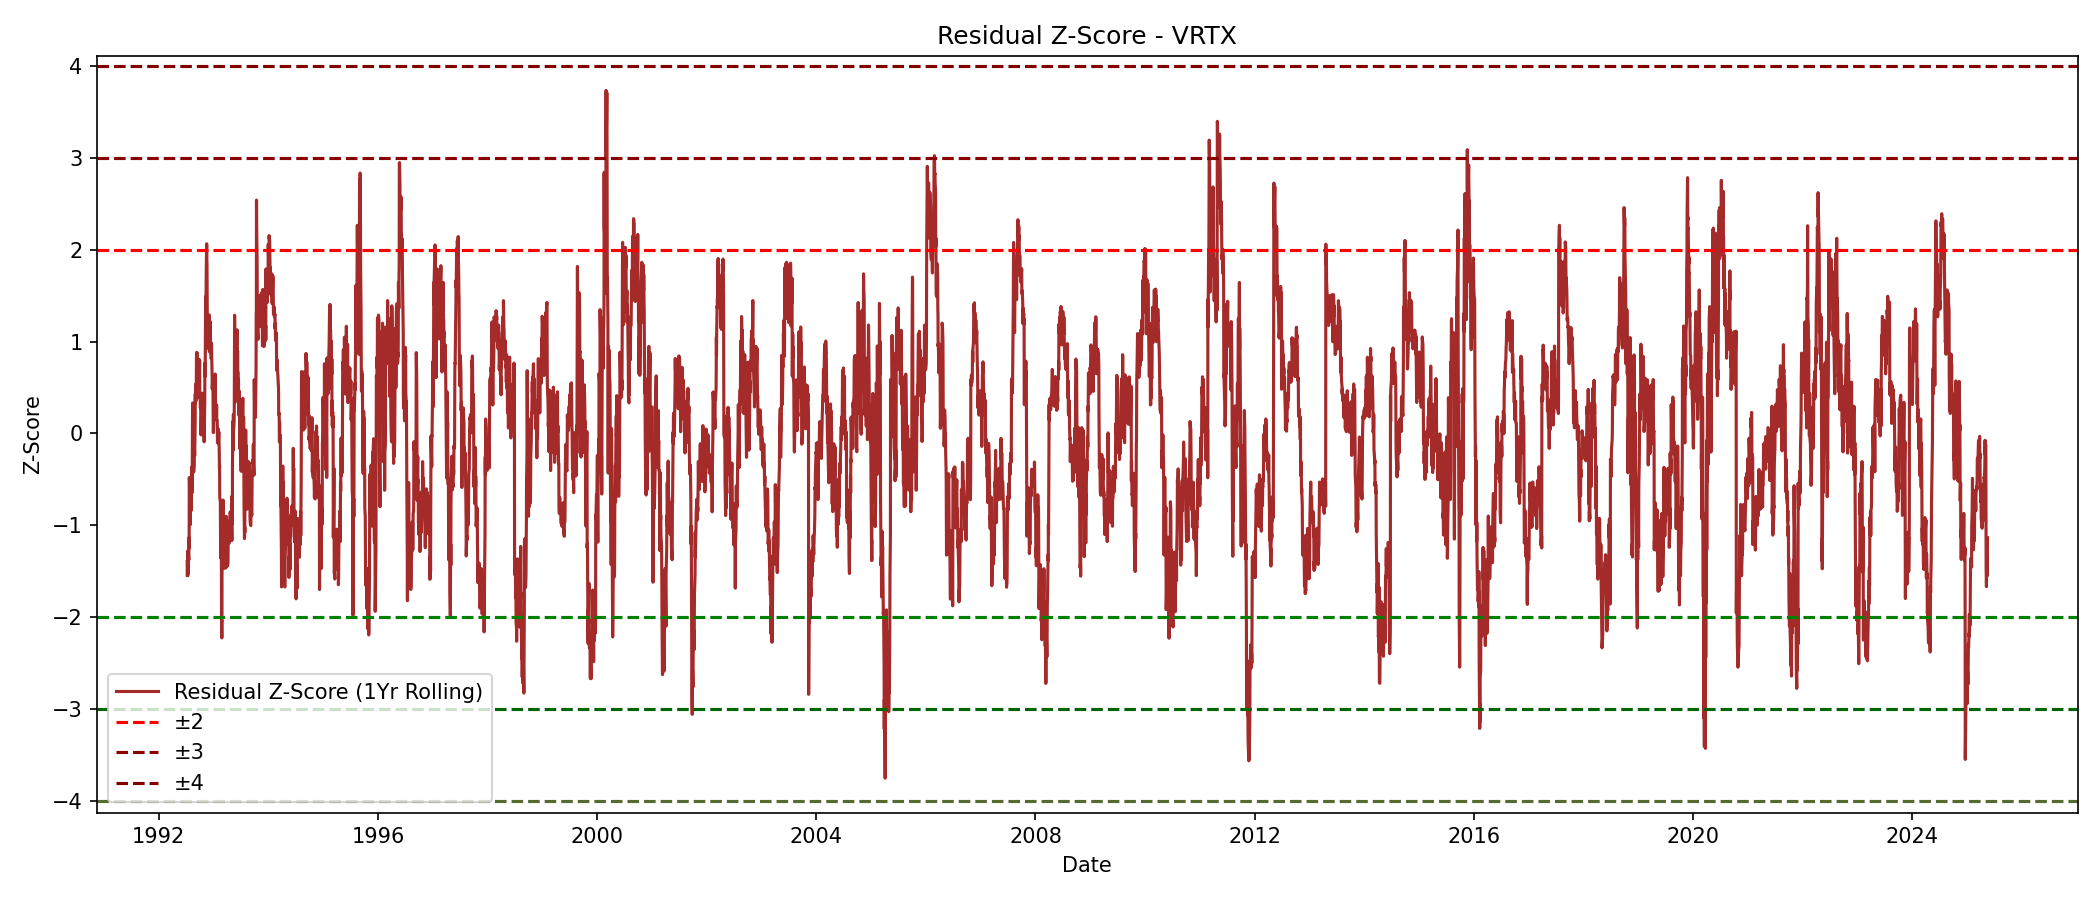 Residual Z-Score - VRTX
Z-Score
4
3
2
1
0
−1
−2
−3
−4
Residual Z-Score (1Yr Rolling)
±2
±3
±4
1992 1996 2000 2004 2008 2012 2016 2020 2024
Date